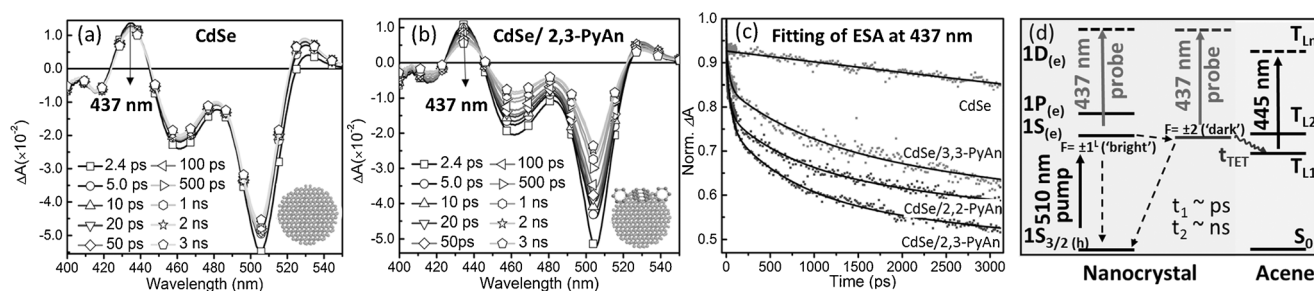 (a)
CdSe
437 nm
2.4 ps
5.0 ps
10 ps
20 ps
50 ps
100 ps
500 ps
1 ns
2 ns
3 ns
1.0
0.0
-1.0
-2.0
-3.0
-4.0
-5.0
ΔA(×10⁻²)
400 420 440 460 480 500 520 540
Wavelength (nm)
(b)
CdSe/ 2,3-PyAn
437 nm
2.4 ps
5.0 ps
10 ps
20 ps
50ps
100 ps
500 ps
1 ns
2 ns
3 ns
1.0
0.0
-1.0
-2.0
-3.0
-4.0
-5.0
ΔA(×10⁻²)
400 420 440 460 480 500 520 540
Wavelength (nm)
(c)
Fitting of ESA at 437 nm
CdSe
CdSe/3,3-PyAn
CdSe/2,2-PyAn
CdSe/2,3-PyAn
1.0
0.9
0.8
0.7
0.6
0.5
Norm. ΔA
0 500 1000 1500 2000 2500 3000
Time (ps)
(d)
1D(e)
1P(e)
1S(e)
1S3/2 (h)
437 nm
probe
437 nm
probe
445 nm
510 nm
pump
F= ±1ᴸ ('bright')
F= ±2 ('dark')
tTET
t1 ~ ps
t2 ~ ns
TLn
TL2
TL1
S0
Nanocrystal
Acene